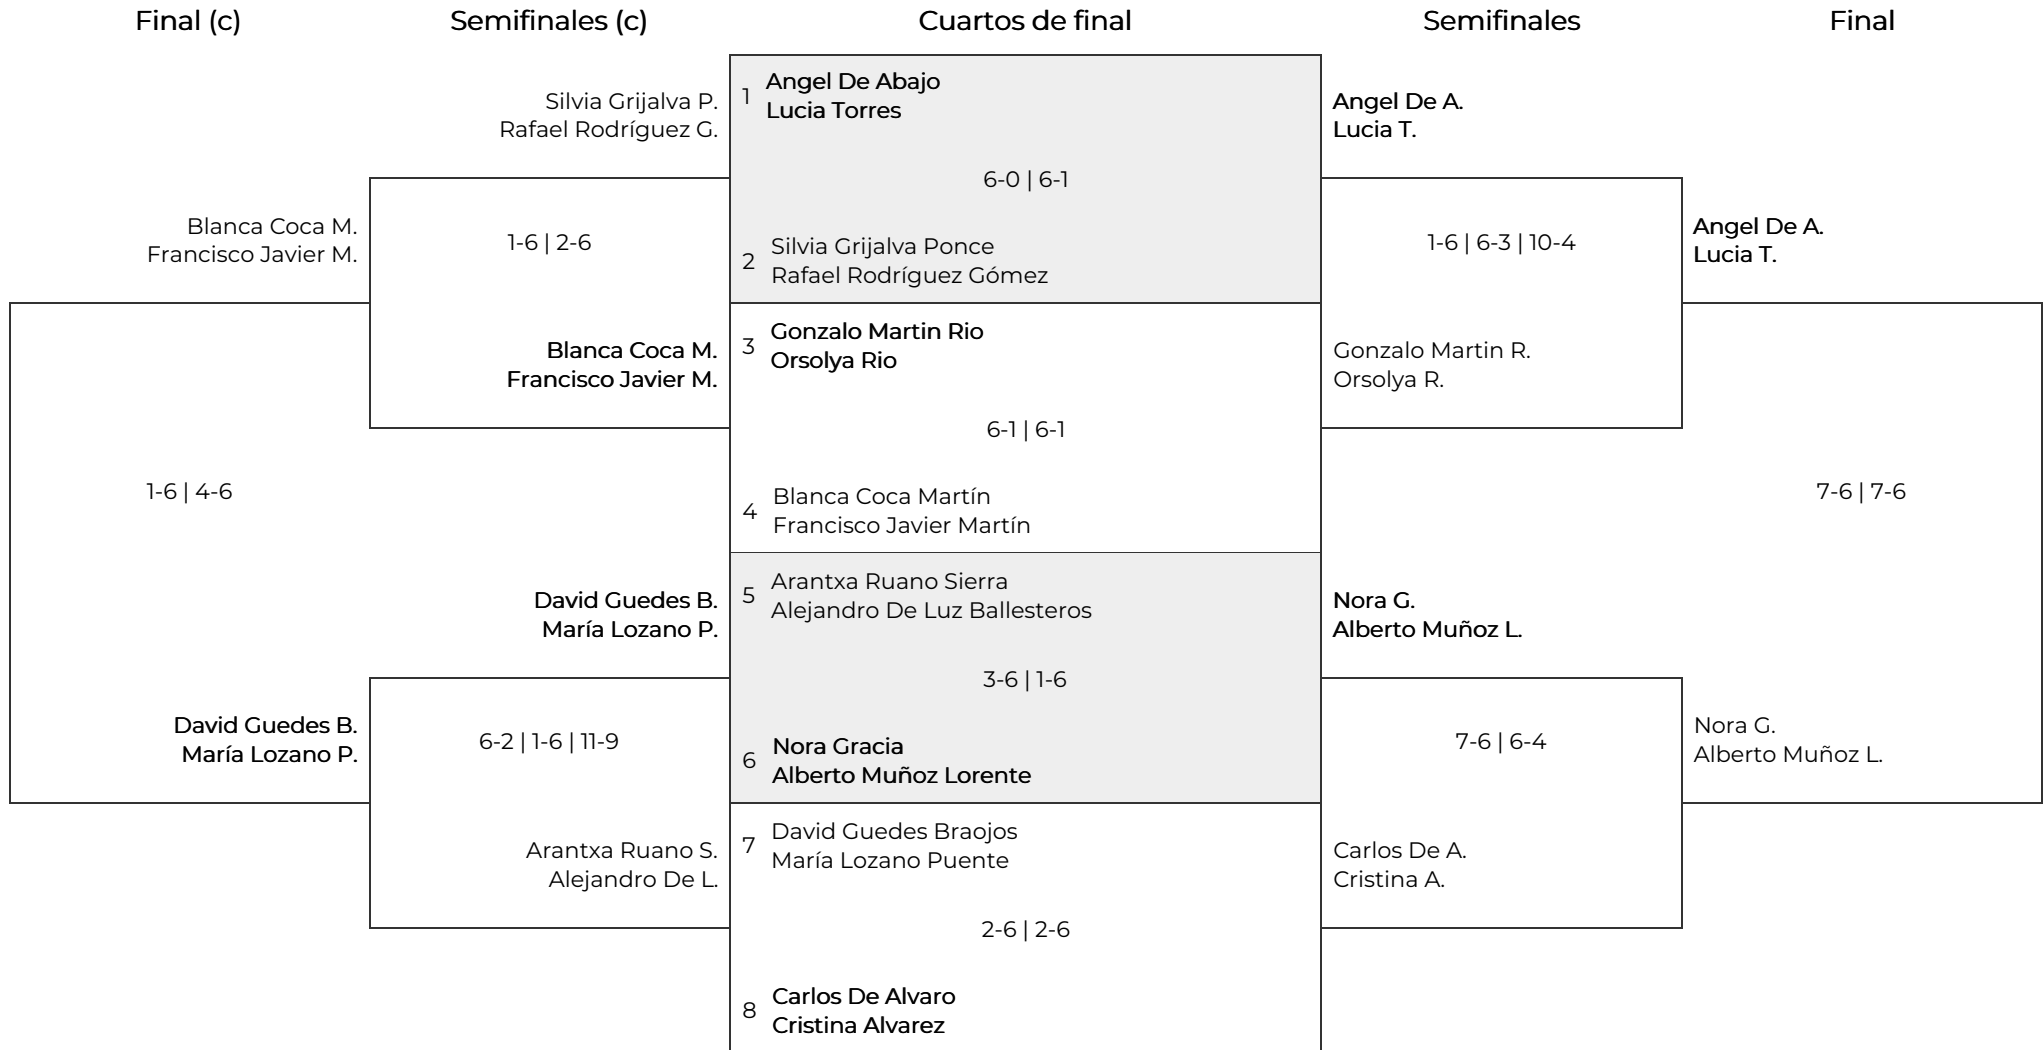 Final (c)
Semifinales (c)
Cuartos de final
Semifinales
Final
Blanca Coca M.
Francisco Javier M.
1-6 | 4-6
David Guedes B.
María Lozano P.
Silvia Grijalva P.
Rafael Rodríguez G.
1-6 | 2-6
Blanca Coca M.
Francisco Javier M.
David Guedes B.
María Lozano P.
6-2 | 1-6 | 11-9
Arantxa Ruano S.
Alejandro De L.
1 Angel De Abajo
Lucia Torres
6-0 | 6-1
2 Silvia Grijalva Ponce
Rafael Rodríguez Gómez
3 Gonzalo Martin Rio
Orsolya Rio
6-1 | 6-1
4 Blanca Coca Martín
Francisco Javier Martín
5 Arantxa Ruano Sierra
Alejandro De Luz Ballesteros
3-6 | 1-6
6 Nora Gracia
Alberto Muñoz Lorente
7 David Guedes Braojos
María Lozano Puente
2-6 | 2-6
8 Carlos De Alvaro
Cristina Alvarez
Angel De A.
Lucia T.
1-6 | 6-3 | 10-4
Gonzalo Martin R.
Orsolya R.
Nora G.
Alberto Muñoz L.
7-6 | 6-4
Carlos De A.
Cristina A.
Angel De A.
Lucia T.
7-6 | 7-6
Nora G.
Alberto Muñoz L.